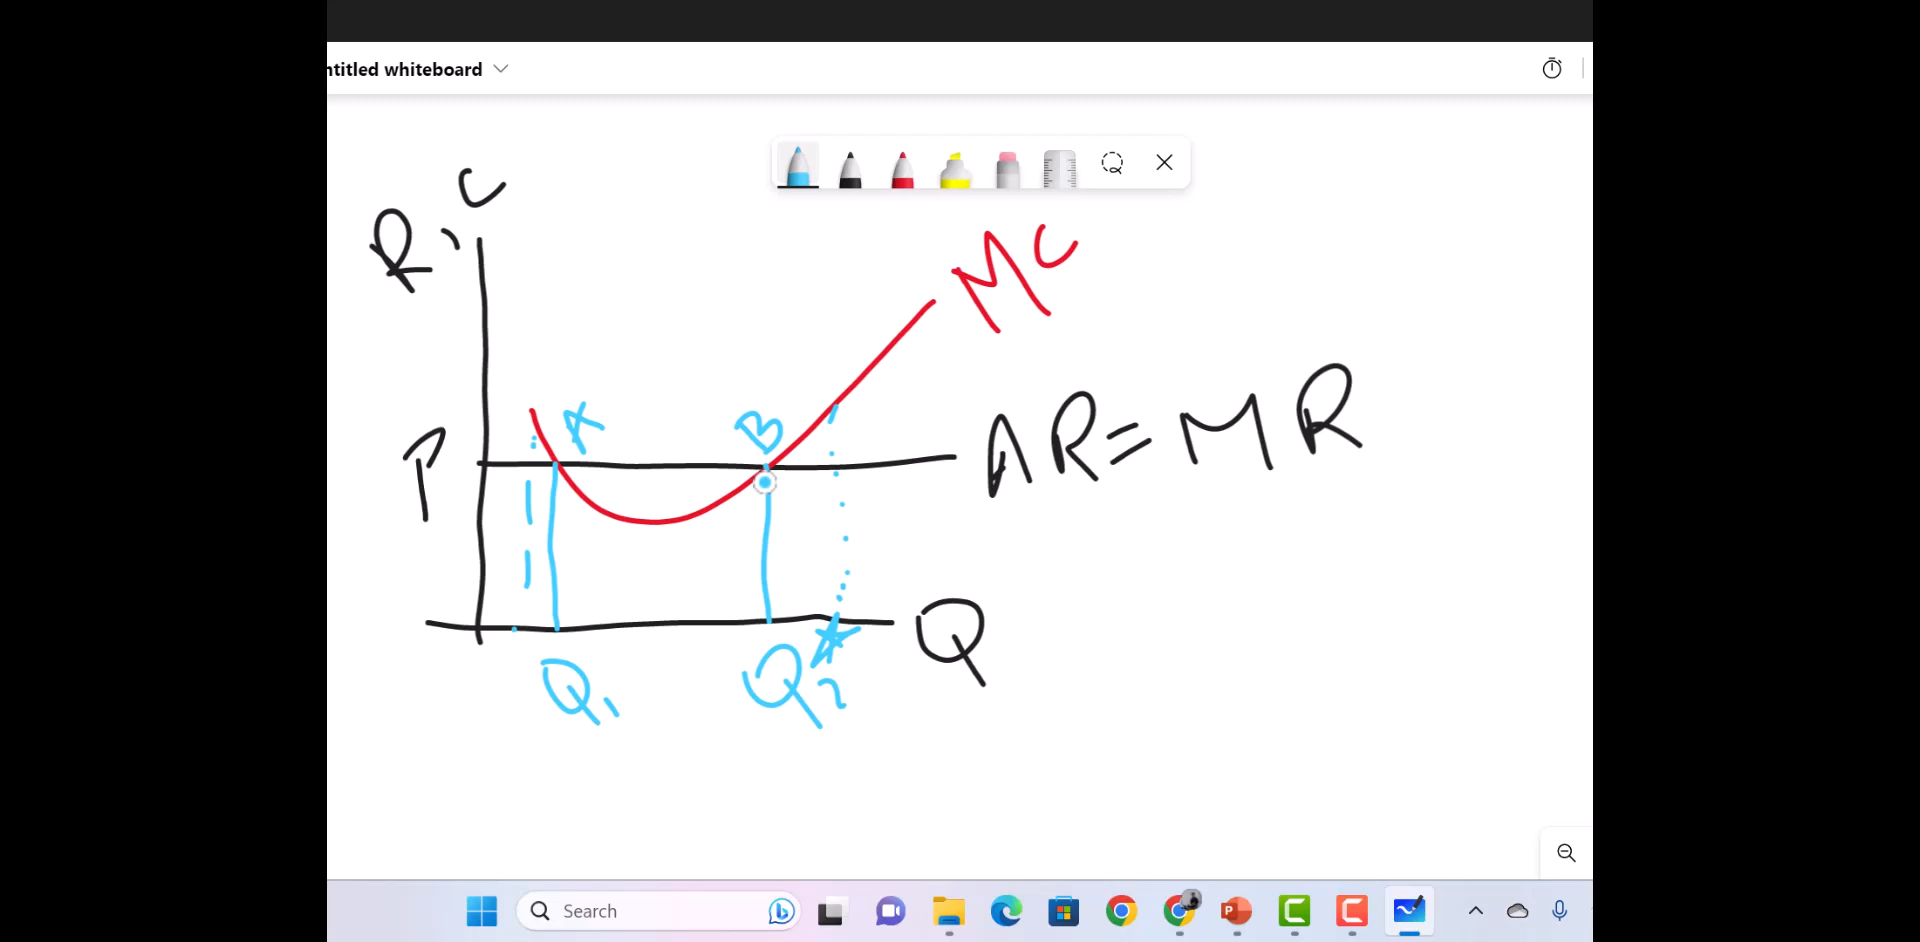 ntitled whiteboard
C
R,
MC
A
B
P
AR=MR
Q
Q1
Q2
Search